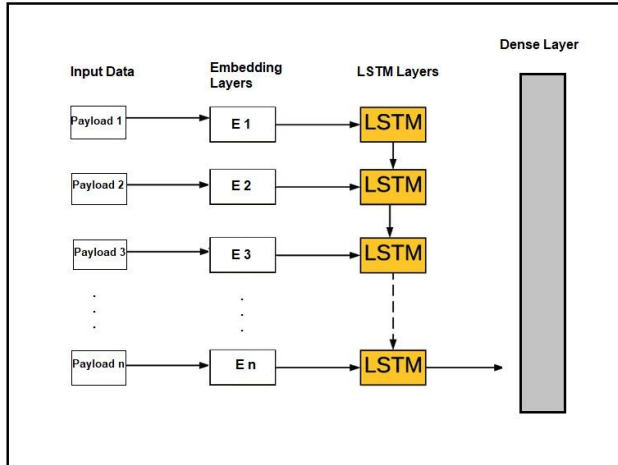 Dense Layer
Input Data
Embedding
Layers
LSTM Layers
Payload 1
E 1
LSTM
Payload 2
E 2
LSTM
Payload 3
E 3
LSTM
Payload n
E n
LSTM